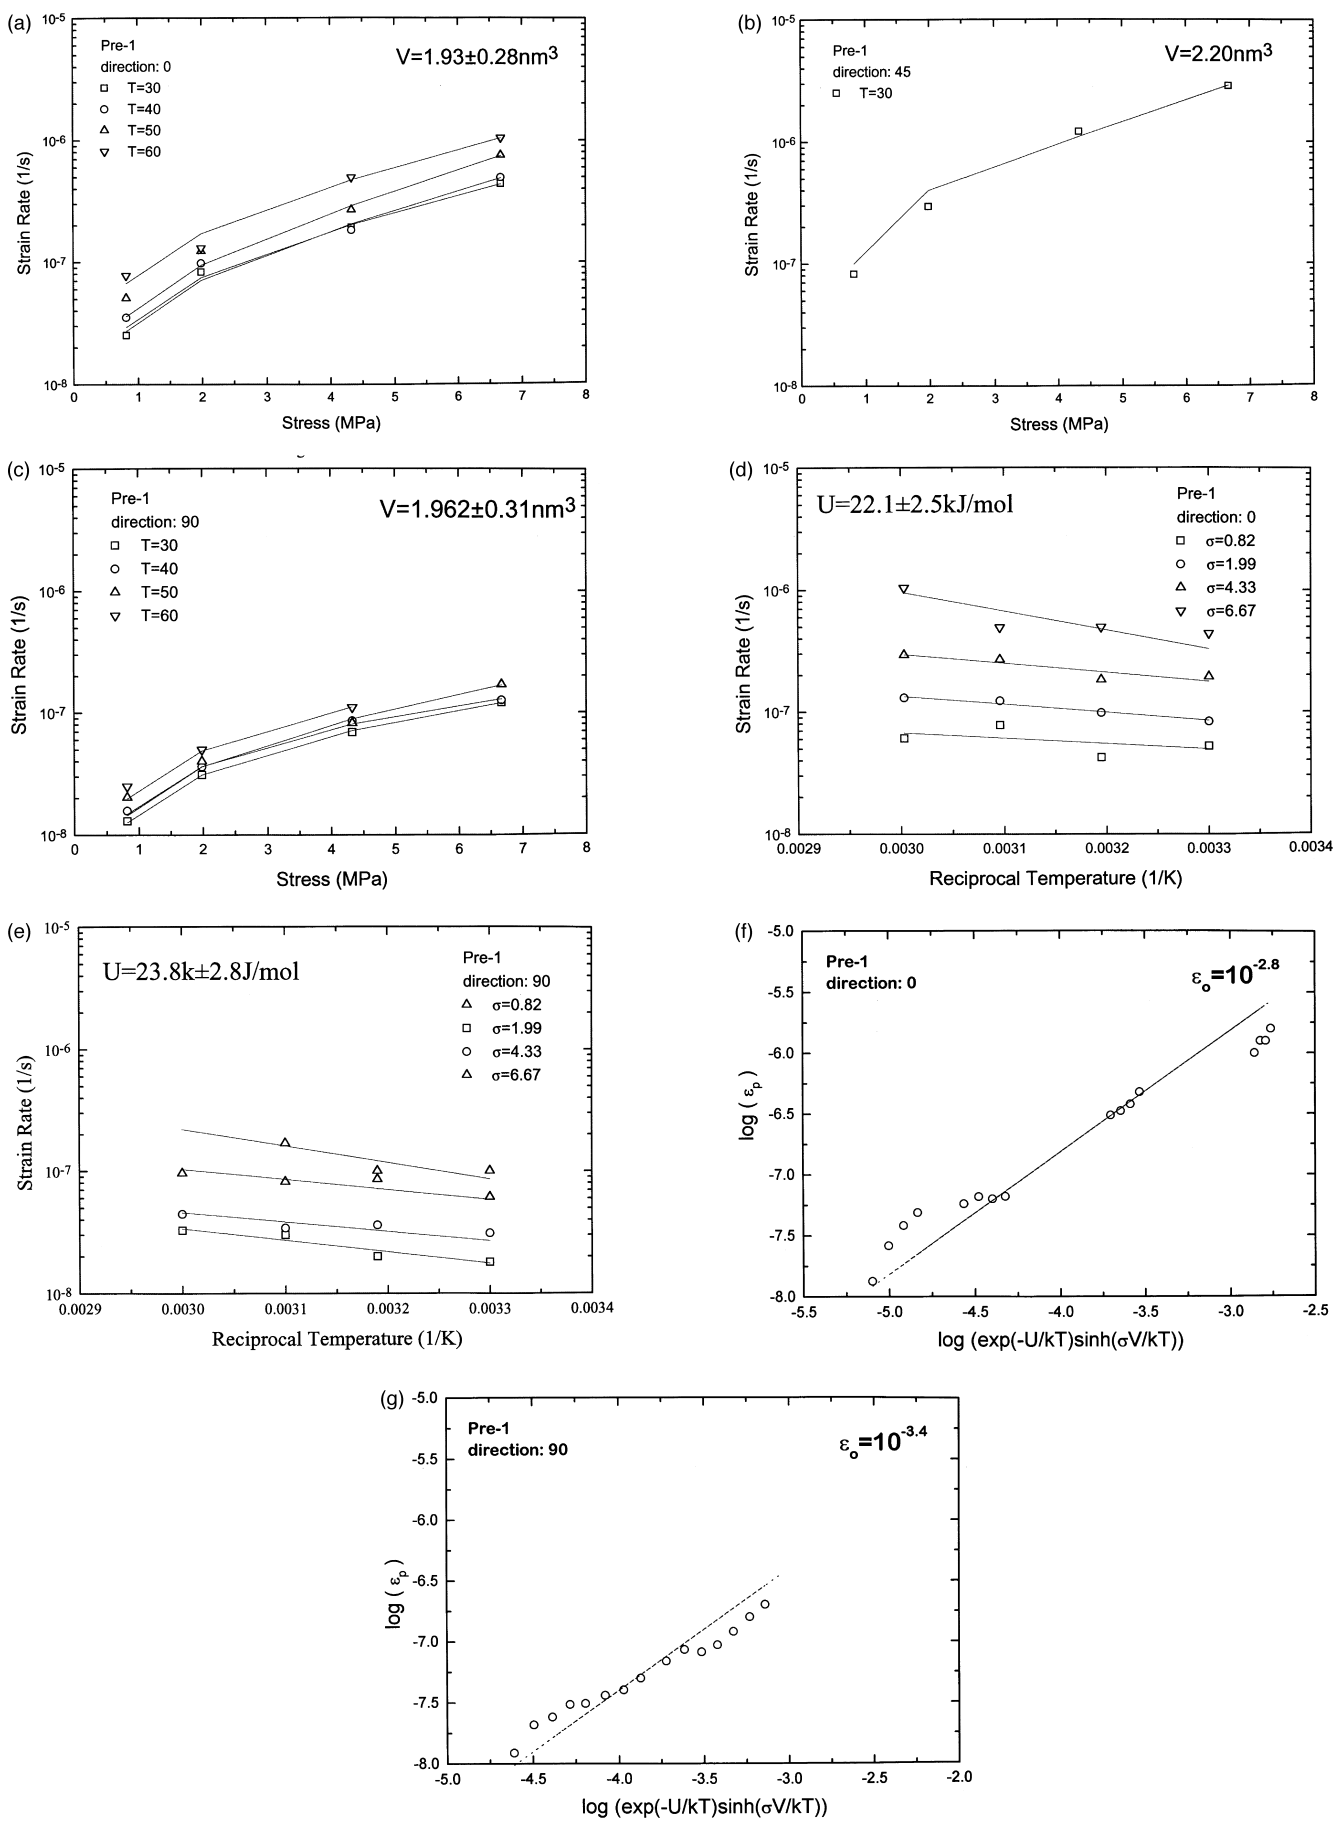 (a)
10-5
10-6
10-7
10-8
Strain Rate (1/s)
Pre-1
direction: 0
T=30
T=40
T=50
T=60
V=1.93±0.28nm3
0 1 2 3 4 5 6 7 8
Stress (MPa)
(b)
10-5
10-6
10-7
10-8
Strain Rate (1/s)
Pre-1
direction: 45
T=30
V=2.20nm3
0 1 2 3 4 5 6 7 8
Stress (MPa)
(c)
10-5
10-6
10-7
10-8
Strain Rate (1/s)
Pre-1
direction: 90
T=30
T=40
T=50
T=60
V=1.962±0.31nm3
0 1 2 3 4 5 6 7 8
Stress (MPa)
(d)
10-5
10-6
10-7
10-8
Strain Rate (1/s)
U=22.1±2.5kJ/mol
Pre-1
direction: 0
σ=0.82
σ=1.99
σ=4.33
σ=6.67
0.0029 0.0030 0.0031 0.0032 0.0033 0.0034
Reciprocal Temperature (1/K)
(e)
10-5
10-6
10-7
10-8
Strain Rate (1/s)
U=23.8k±2.8J/mol
Pre-1
direction: 90
σ=0.82
σ=1.99
σ=4.33
σ=6.67
0.0029 0.0030 0.0031 0.0032 0.0033 0.0034
Reciprocal Temperature (1/K)
(f)
-5.0
-5.5
-6.0
-6.5
-7.0
-7.5
-8.0
log ( εp )
Pre-1
direction: 0
εo=10-2.8
-5.5 -5.0 -4.5 -4.0 -3.5 -3.0 -2.5
log (exp(-U/kT)sinh(σV/kT))
(g)
-5.0
-5.5
-6.0
-6.5
-7.0
-7.5
-8.0
log ( εp )
Pre-1
direction: 90
εo=10-3.4
-5.0 -4.5 -4.0 -3.5 -3.0 -2.5 -2.0
log (exp(-U/kT)sinh(σV/kT))